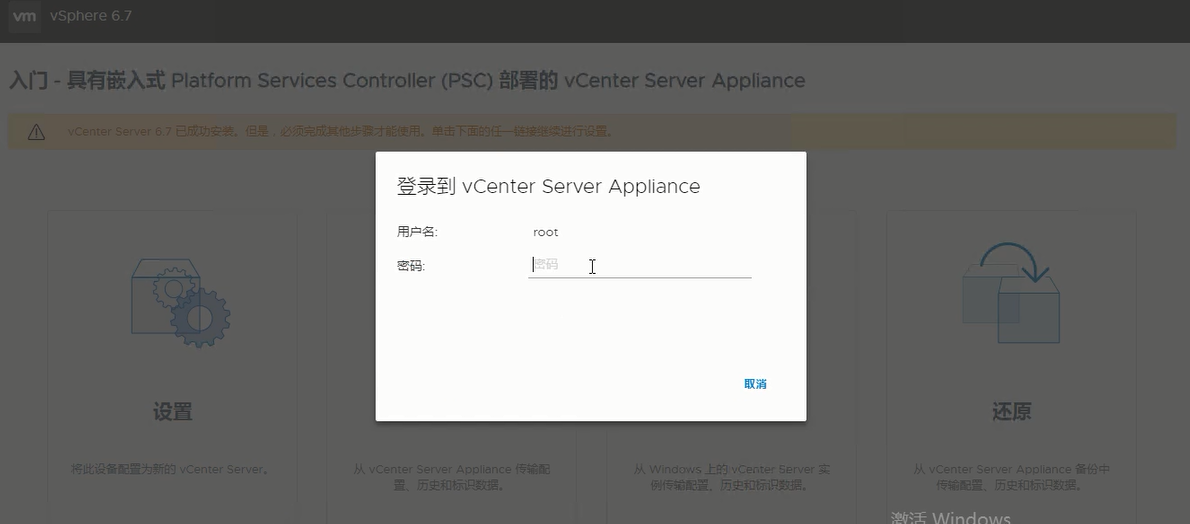 vm vSphere 6.7
入门 - 具有嵌入式 Platform Services Controller (PSC) 部署的 vCenter Server Appliance
vCenter Server 6.7 已成功安装。但是，必须完成其他步骤才能使用。单击下面的任一链接继续进行设置。
登录到 vCenter Server Appliance
用户名: root
密码: 密码
取消
设置
还原
将此设备配置为新的 vCenter Server。
从 vCenter Server Appliance 传输配
置、历史和标识数据。
从 Windows 上的 vCenter Server 实
例传输配置、历史和标识数据。
从 vCenter Server Appliance 备份中
传输配置、历史和标识数据。
激活 Windows